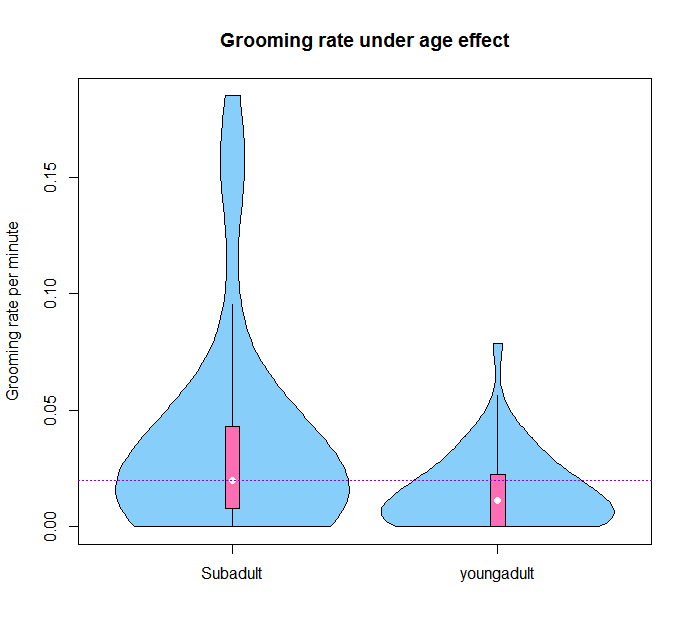 Grooming rate under age effect
Grooming rate per minute
0.15
0.10
0.05
0.00
Subadult
youngadult